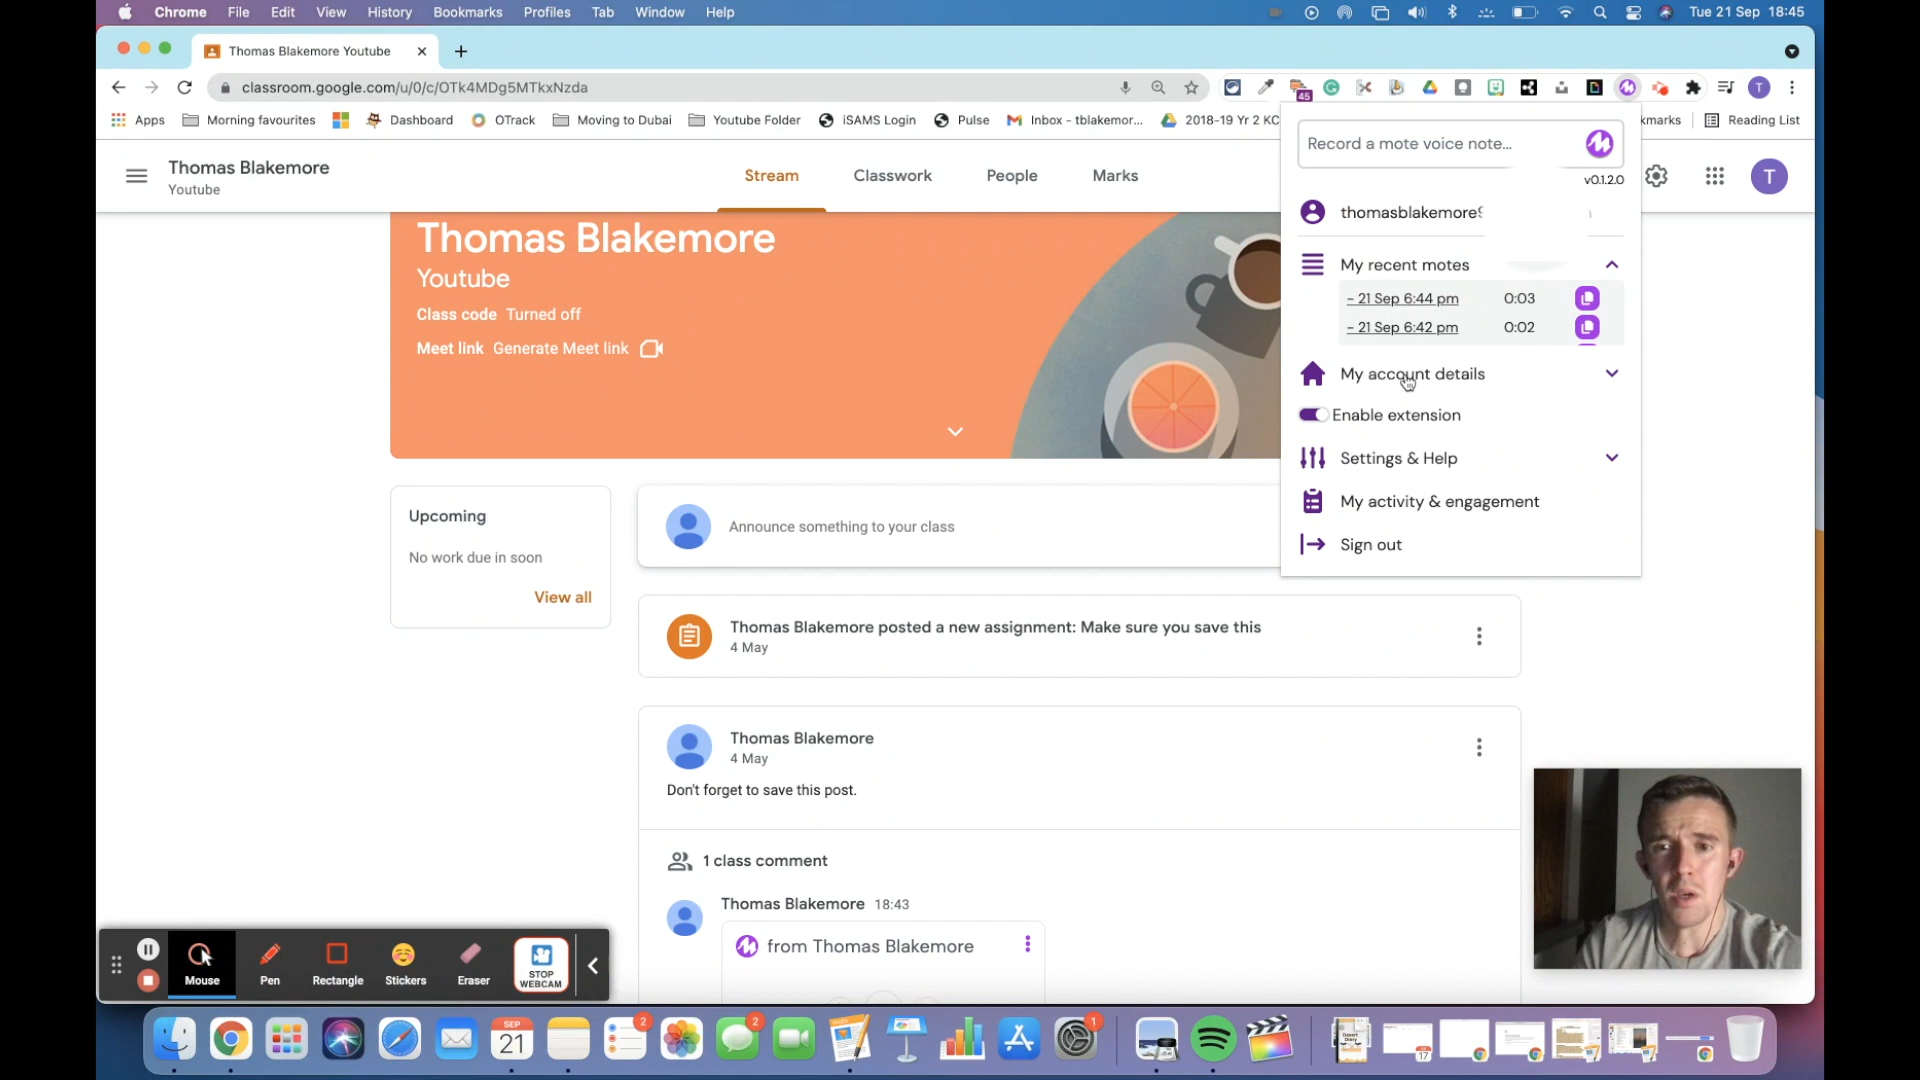 Chrome File Edit View History Bookmarks Profiles Tab Window Help
Tue 21 Sep 18:45
Thomas Blakemore Youtube
classroom.google.com/u/0/c/OTk4MDg5MTkxNzda
45
T
Apps Morning favourites Dashboard OTrack Moving to Dubai Youtube Folder iSAMS Login Pulse Inbox - tblakemor... 2018-19 Yr 2 KC
kmarks Reading List
Thomas Blakemore
Youtube
Stream Classwork People Marks
T
Record a mote voice note...
v0.1.2.0
thomasblakemore
My recent motes
- 21 Sep 6:44 pm 0:03
- 21 Sep 6:42 pm 0:02
My account details
Enable extension
Settings & Help
My activity & engagement
Sign out
Thomas Blakemore
Youtube
Class code Turned off
Meet link Generate Meet link
Upcoming
No work due in soon
View all
Announce something to your class
Thomas Blakemore posted a new assignment: Make sure you save this
4 May
Thomas Blakemore
4 May
Don't forget to save this post.
1 class comment
Thomas Blakemore 18:43
from Thomas Blakemore
Mouse Pen Rectangle Stickers Eraser
STOP
WEBCAM
SEP
21
2
2
1
17